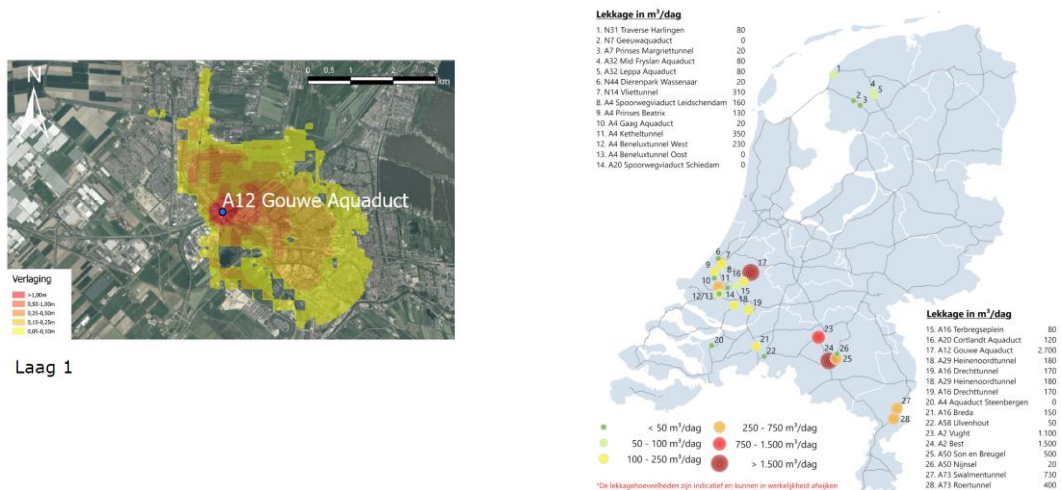 N
0 0,5 1 2 3
km
A12 Gouwe Aquaduct
Verlaging
>1,00m
0,50-1,00m
0,25-0,50m
0,10-0,25m
0,05-0,10m
Laag 1
Lekkage in m³/dag
1. N31 Traverse Harlingen 80
2. N7 Geeuwaquaduct 0
3. A7 Prinses Margriettunnel 20
4. A32 Mid Fryslan Aquaduct 80
5. A32 Leppa Aquaduct 80
6. N44 Dierenpark Wassenaar 20
7. N14 Vliettunnel 310
8. A4 Spoorwegviaduct Leidschendam 160
9. A4 Prinses Beatrix 130
10. A4 Gaag Aquaduct 20
11. A4 Ketheltunnel 350
12. A4 Beneluxtunnel West 230
13. A4 Beneluxtunnel Oost 0
14. A20 Spoorwegviaduct Schiedam 0
1
4
5
2
3
6
7
9
8
17
10
11
16
12/13
14
15
18
19
20
21
22
23
24
26
25
27
28
Lekkage in m³/dag
15. A16 Terbregseplein 80
16. A20 Cortlandt Aquaduct 120
17. A12 Gouwe Aquaduct 2.700
18. A29 Heinenoordtunnel 180
19. A16 Drechttunnel 170
18. A29 Heinenoordtunnel 180
19. A16 Drechttunnel 170
20. A4 Aquaduct Steenbergen 0
21. A16 Breda 150
22. A58 Ulvenhout 50
23. A2 Vught 1.100
24. A2 Best 1.500
25. A50 Son en Breugel 500
26. A50 Nijnsel 20
27. A73 Swalmentunnel 730
28. A73 Roertunnel 400
< 50 m³/dag
50 - 100 m³/dag
100 - 250 m³/dag
250 - 750 m³/dag
750 - 1.500 m³/dag
> 1.500 m³/dag
*De lekkagehoeveelheden zijn indicatief en kunnen in werkelijkheid afwijken